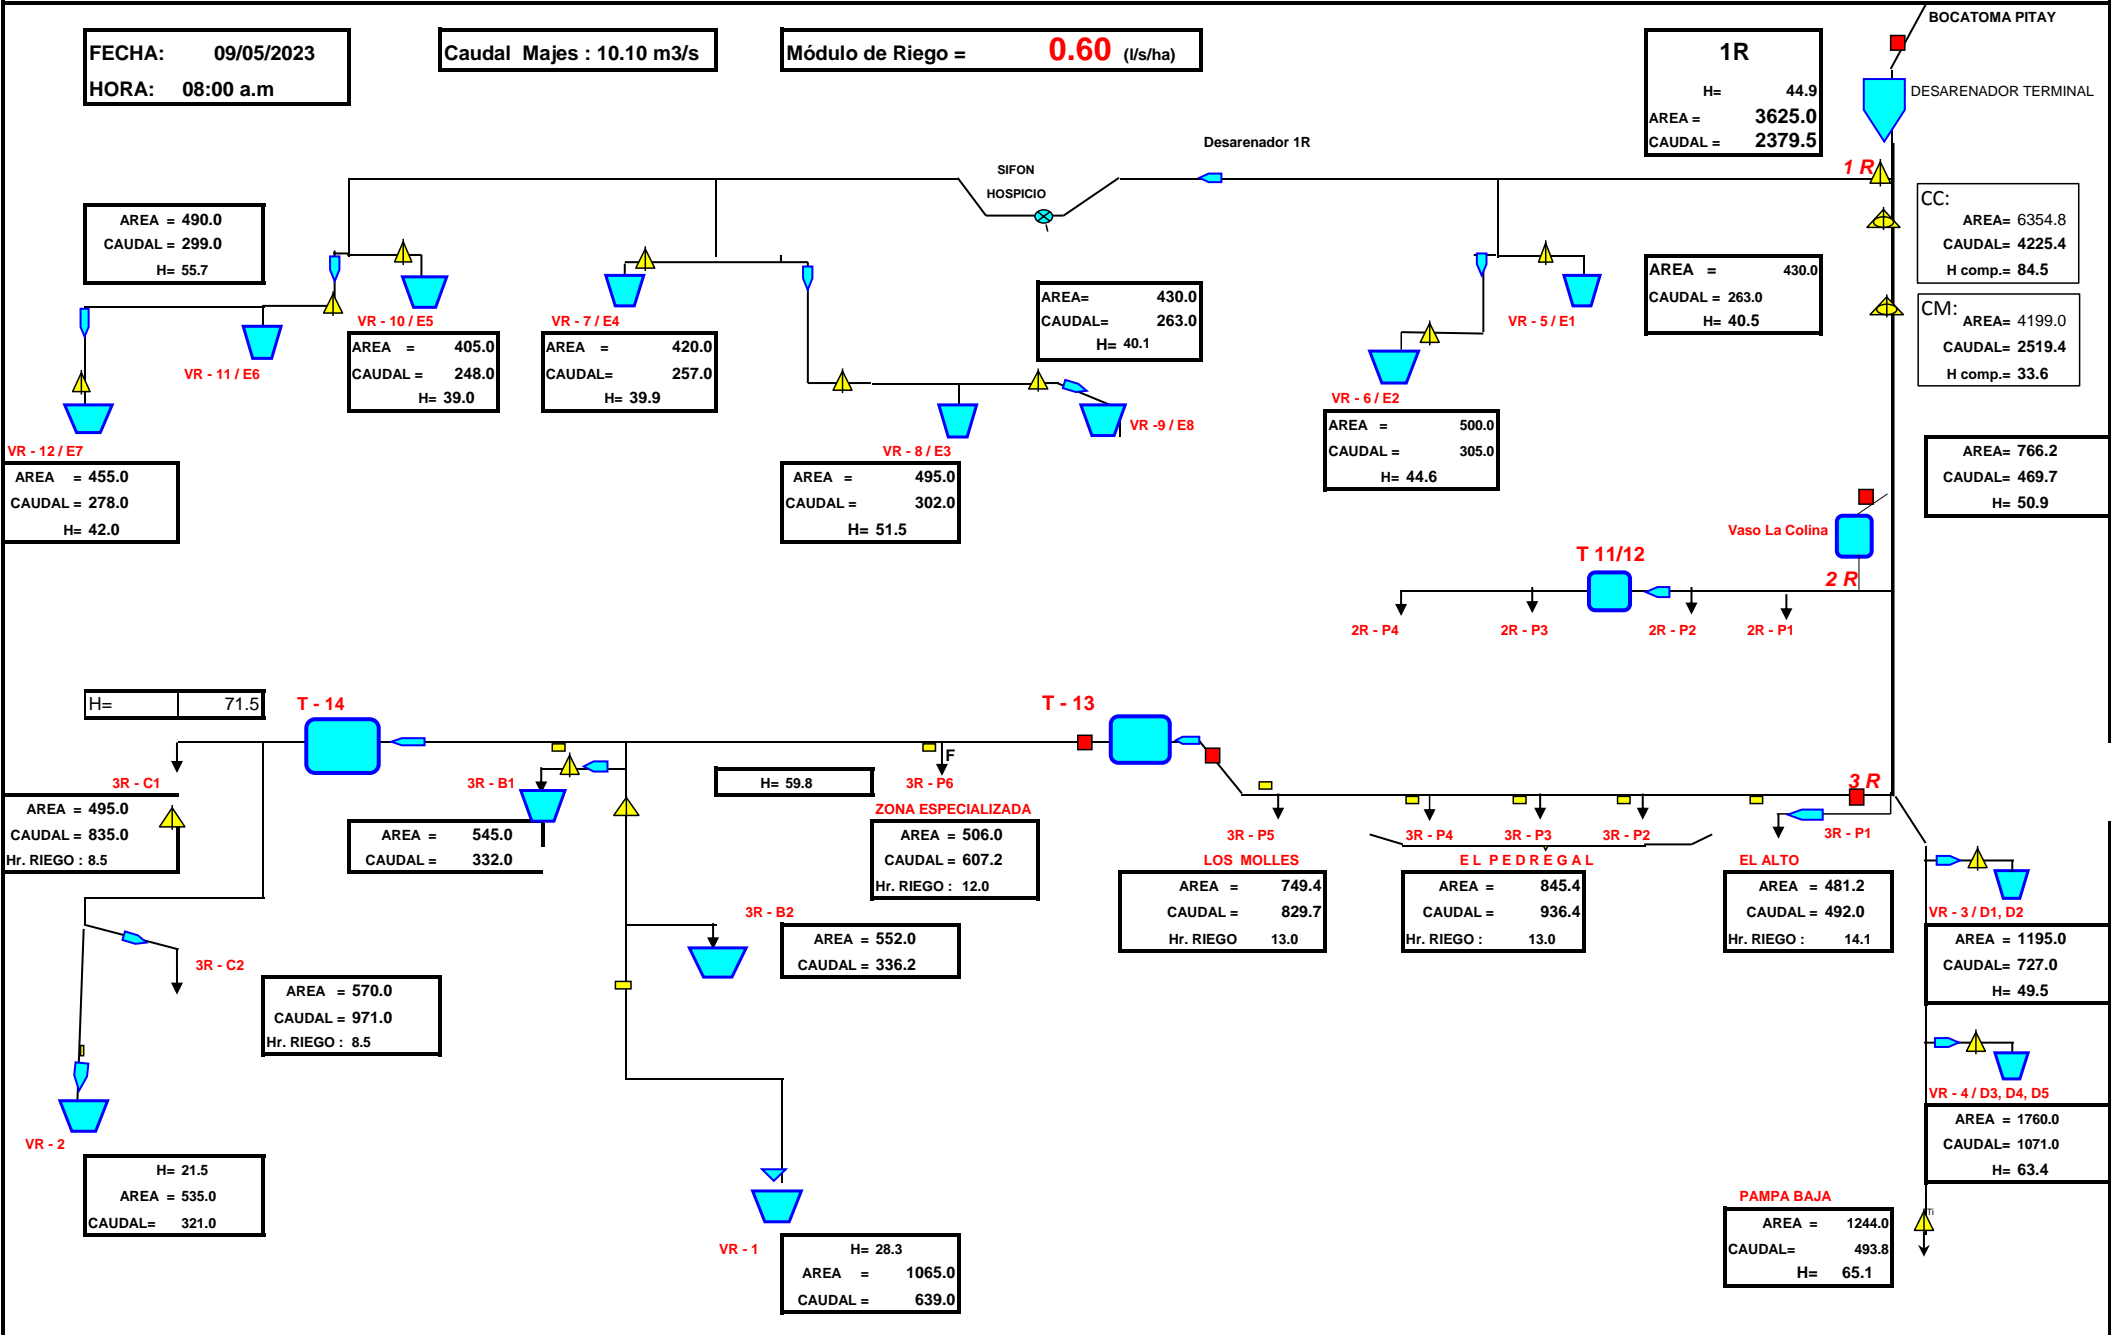 BOCATOMA PITAY
FECHA: 09/05/2023
HORA: 08:00 a.m
Caudal Majes : 10.10 m3/s
Módulo de Riego = 0.60 (l/s/ha)
1R
H= 44.9
AREA = 3625.0
CAUDAL = 2379.5
DESARENADOR TERMINAL
Desarenador 1R
SIFON
HOSPICIO
1 R
CC:
AREA= 6354.8
CAUDAL= 4225.4
H comp.= 84.5
CM:
AREA= 4199.0
CAUDAL= 2519.4
H comp.= 33.6
AREA = 490.0
CAUDAL = 299.0
H= 55.7
VR - 11 / E6
VR - 10 / E5
AREA = 405.0
CAUDAL = 248.0
H= 39.0
VR - 7 / E4
AREA = 420.0
CAUDAL= 257.0
H= 39.9
AREA= 430.0
CAUDAL= 263.0
H= 40.1
VR -9 / E8
VR - 5 / E1
AREA = 430.0
CAUDAL = 263.0
H= 40.5
VR - 6 / E2
AREA = 500.0
CAUDAL = 305.0
H= 44.6
VR - 12 / E7
AREA = 455.0
CAUDAL = 278.0
H= 42.0
VR - 8 / E3
AREA = 495.0
CAUDAL = 302.0
H= 51.5
AREA= 766.2
CAUDAL= 469.7
H= 50.9
Vaso La Colina
T 11/12
2 R
2R - P4
2R - P3
2R - P2
2R - P1
H= 71.5
T - 14
T - 13
3R - C1
AREA = 495.0
CAUDAL = 835.0
Hr. RIEGO : 8.5
3R - B1
AREA = 545.0
CAUDAL = 332.0
H= 59.8
F
3R - P6
ZONA ESPECIALIZADA
AREA = 506.0
CAUDAL = 607.2
Hr. RIEGO : 12.0
3 R
3R - P5
3R - P4
3R - P3
3R - P2
3R - P1
LOS MOLLES
AREA = 749.4
CAUDAL = 829.7
Hr. RIEGO 13.0
EL PEDREGAL
AREA = 845.4
CAUDAL = 936.4
Hr. RIEGO : 13.0
EL ALTO
AREA = 481.2
CAUDAL = 492.0
Hr. RIEGO : 14.1
VR - 3 / D1, D2
AREA = 1195.0
CAUDAL= 727.0
H= 49.5
3R - B2
AREA = 552.0
CAUDAL = 336.2
3R - C2
AREA = 570.0
CAUDAL = 971.0
Hr. RIEGO : 8.5
VR - 4 / D3, D4, D5
AREA = 1760.0
CAUDAL= 1071.0
H= 63.4
VR - 2
H= 21.5
AREA = 535.0
CAUDAL= 321.0
VR - 1
H= 28.3
AREA = 1065.0
CAUDAL = 639.0
PAMPA BAJA
AREA = 1244.0
CAUDAL= 493.8
H= 65.1